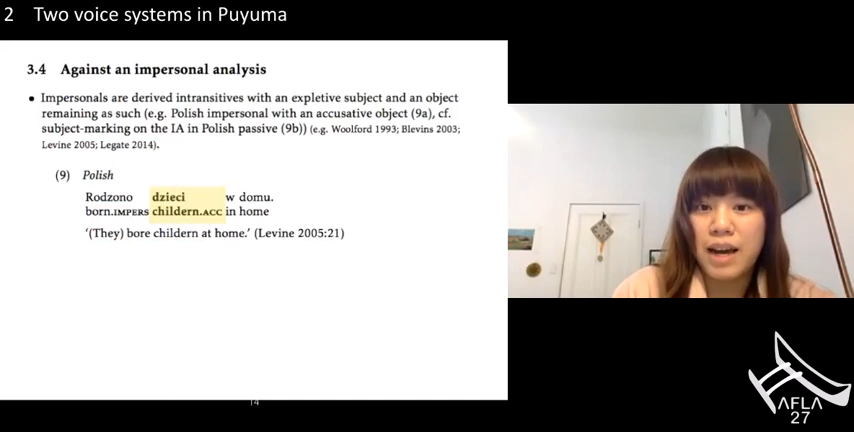 2 Two voice systems in Puyuma
3.4 Against an impersonal analysis
• Impersonals are derived intransitives with an expletive subject and an object
remaining as such (e.g. Polish impersonal with an accusative object (9a), cf.
subject-marking on the IA in Polish passive (9b)) (e.g. Woolford 1993; Blevins 2003;
Levine 2005; Legate 2014).
(9) Polish
Rodzono dzieci w domu.
born.IMPERS childern.ACC in home
‘(They) bore childern at home.’ (Levine 2005:21)
14
AFLA
27